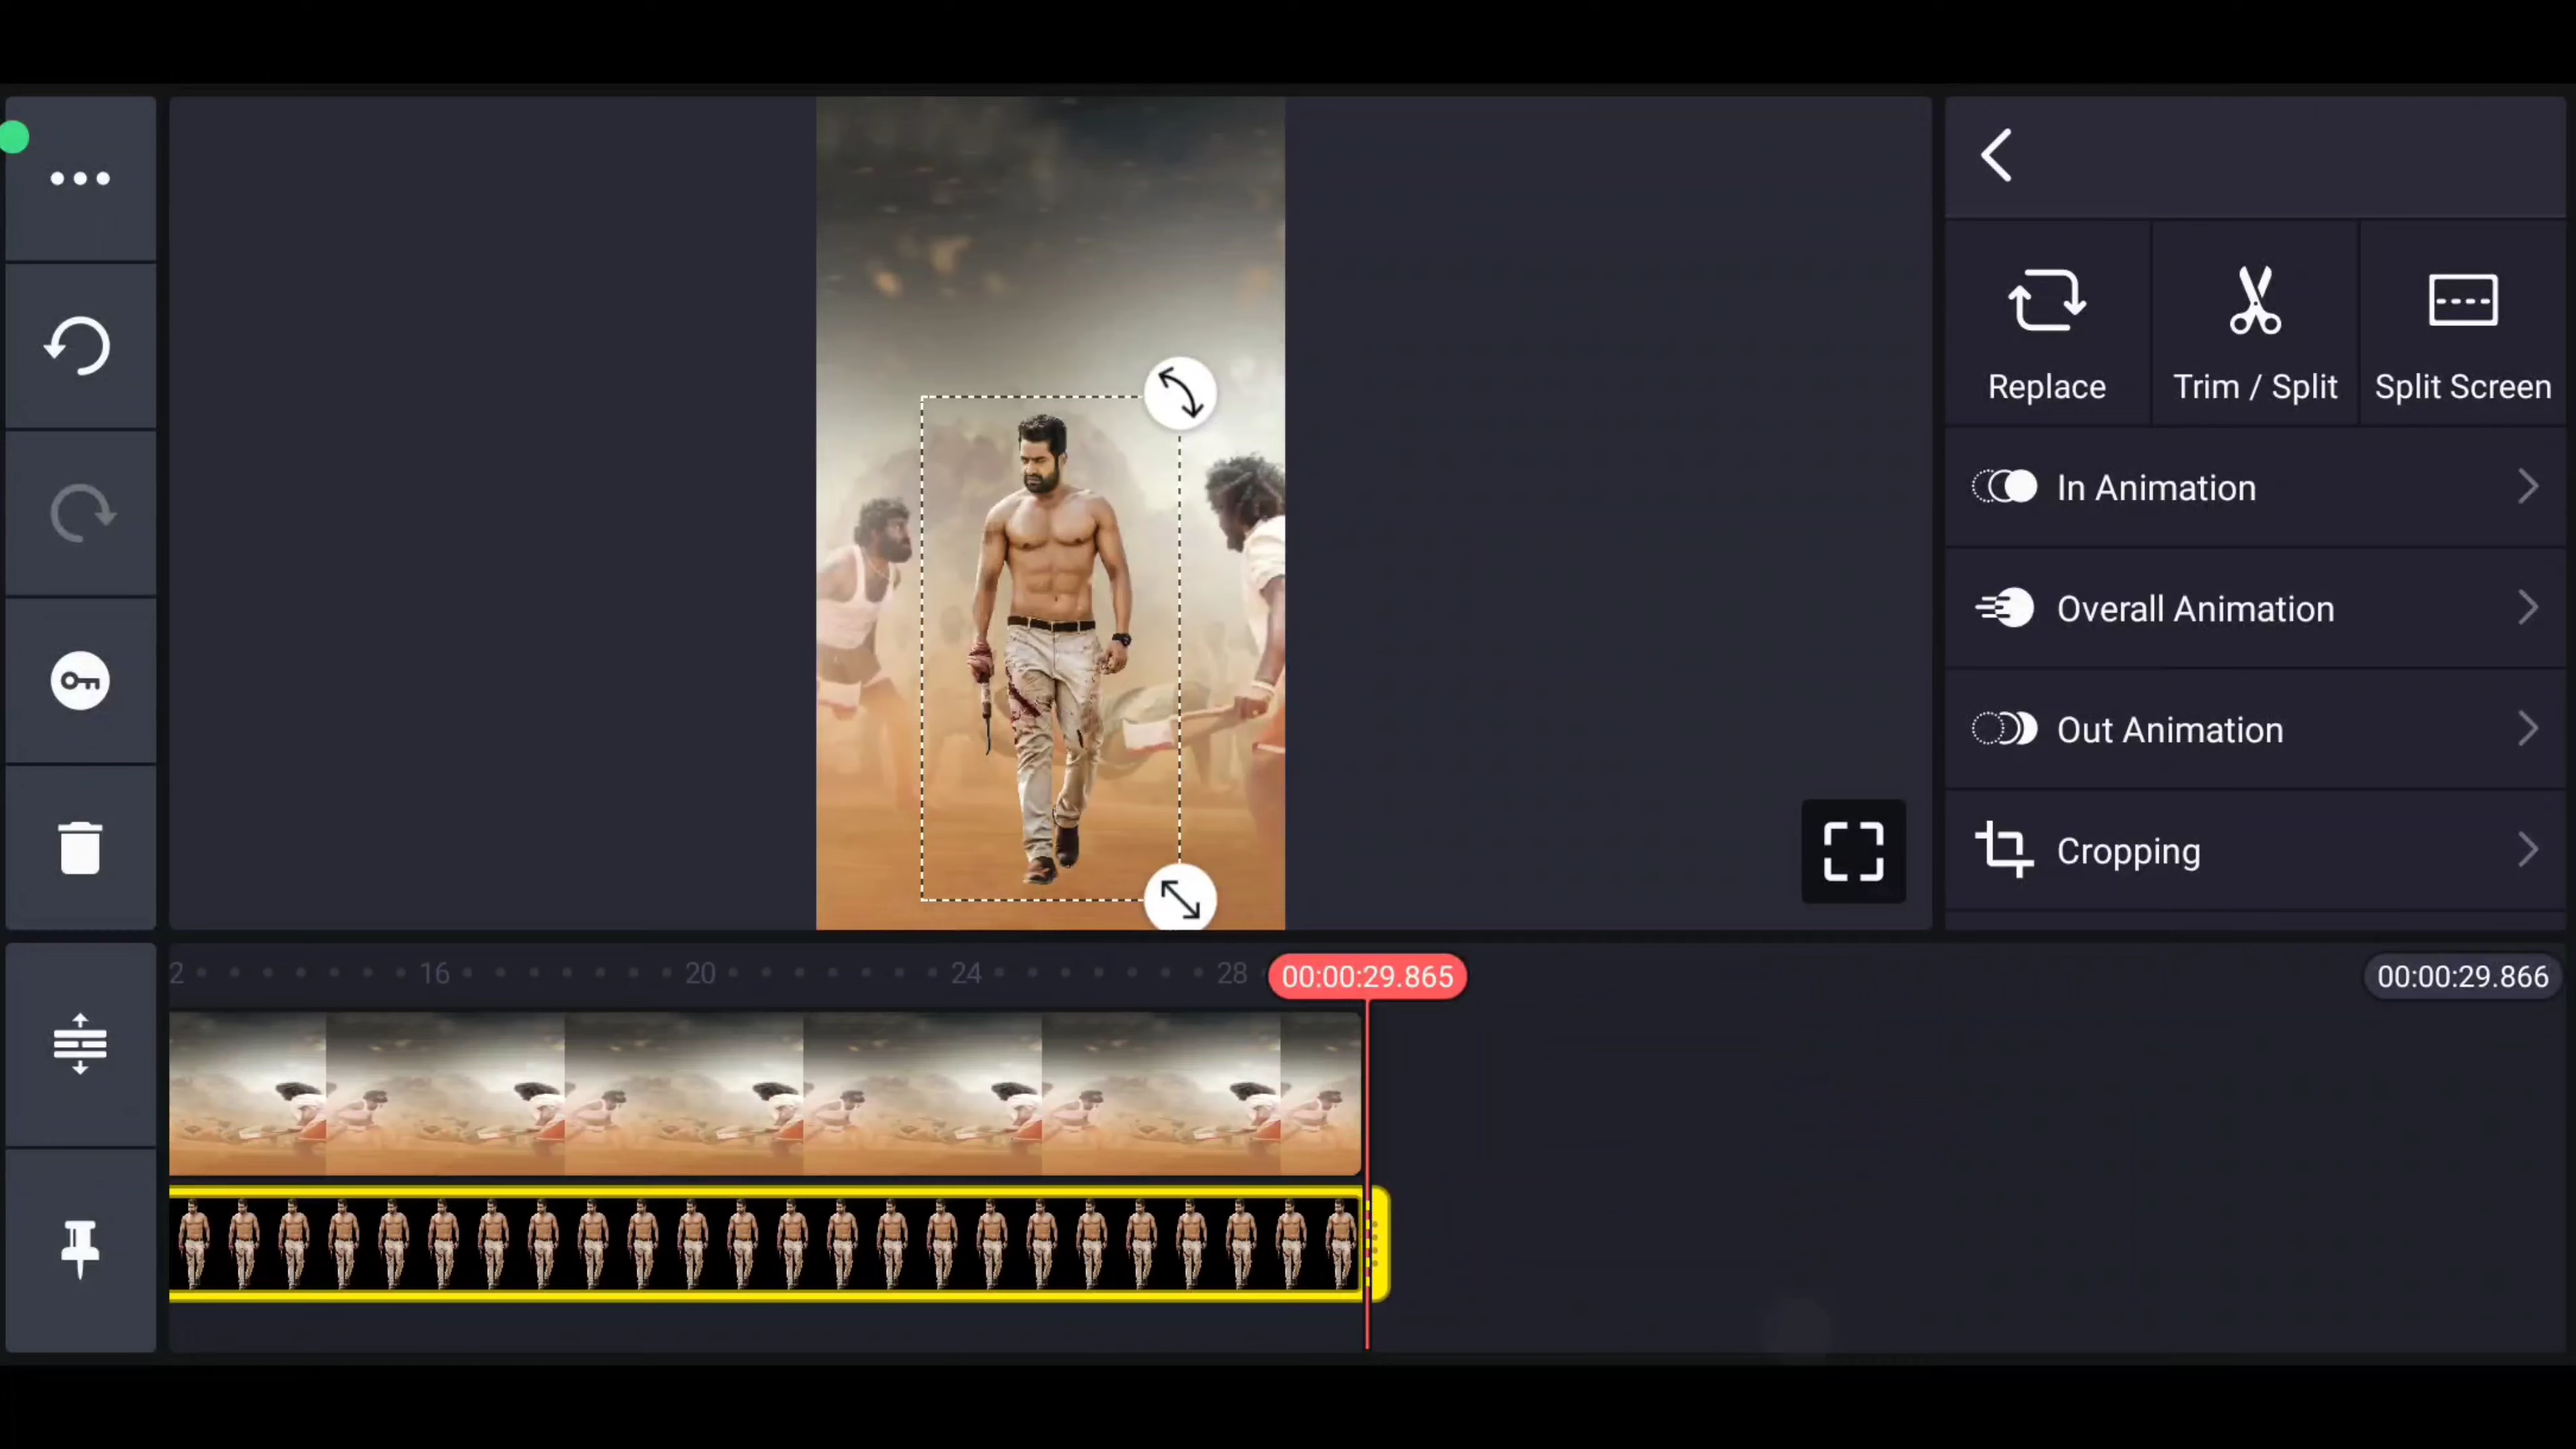 Replace
Trim / Split
Split Screen
In Animation
Overall Animation
Out Animation
Cropping
2
16
20
24
28
00:00:29.865
00:00:29.866